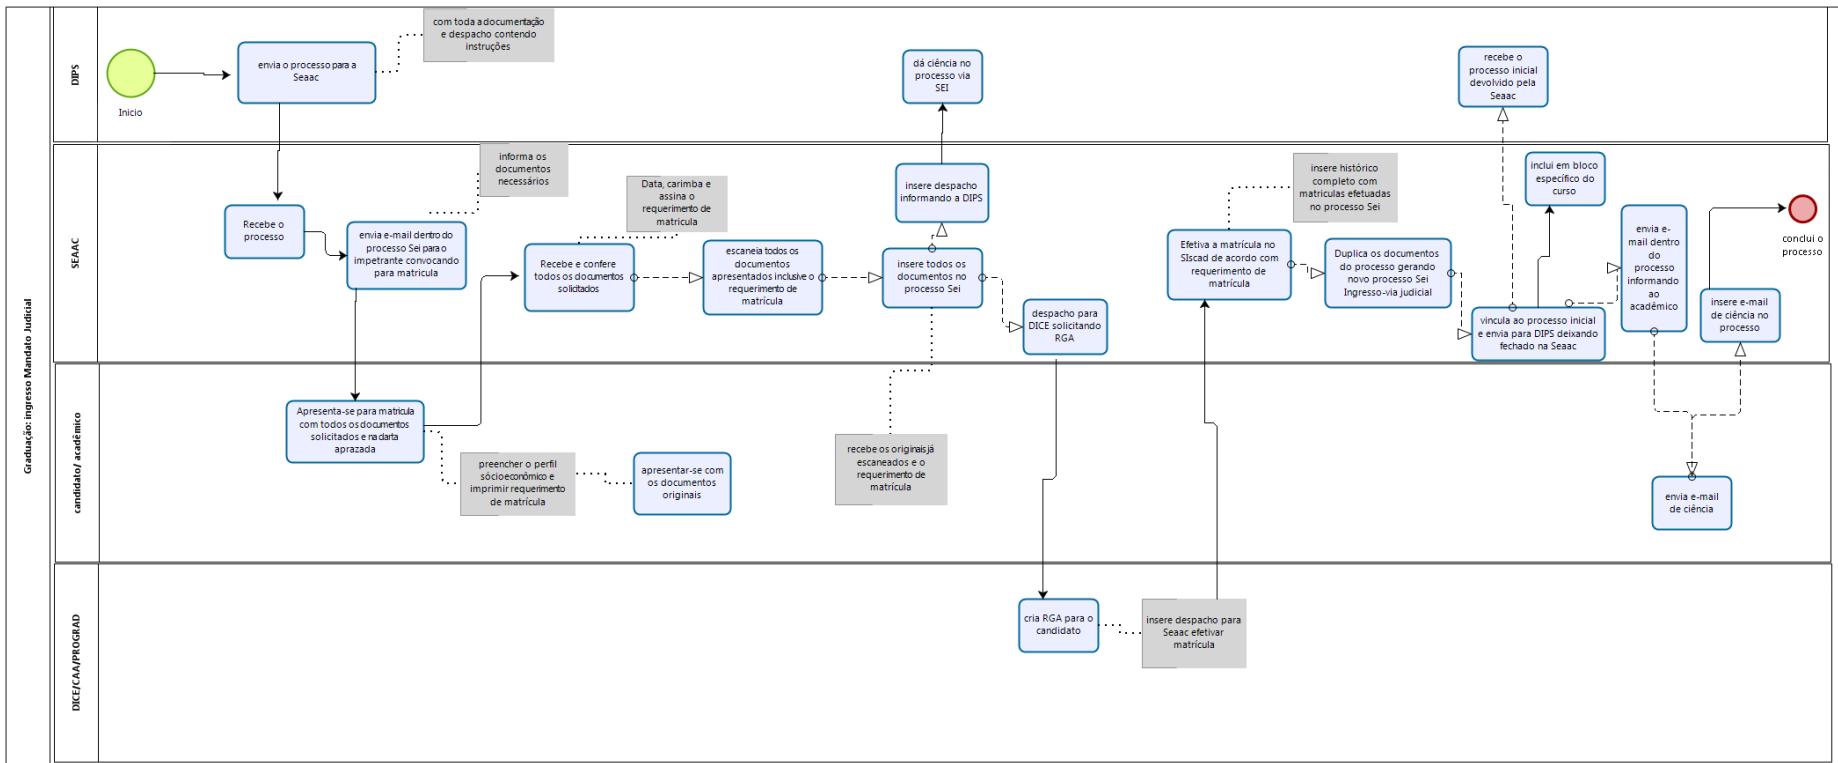 Graduação: ingresso Mandato Judicial
DIPS
Inicio
envia o processo para a
Seaac
com toda a documentação
e despacho contendo
instruções
dá ciência no
processo via
SEI
recebe o
processo inicial
devolvido pela
Seaac
SEAAC
Recebe o
processo
informa os
documentos
necessários
envia e-mail dentro do
processo Sei para o
impetrante convocando
para matricula
Data, carimba e
assina o
requerimento de
matricula
Recebe e confere
todos os documentos
solicitados
escaneia todos os
documentos
apresentados inclusive o
requerimento de
matrícula
insere despacho
informando a DIPS
insere todos os
documentos no
processo Sei
despacho para
DICE solicitando
RGA
insere histórico
completo com
matriculas efetuadas
no processo Sei
Efetiva a matrícula no
SIscad de acordo com
requerimento de
matrícula
Duplica os documentos
do processo gerando
novo processo Sei
Ingresso-via judicial
inclui em bloco
específico do
curso
vincula ao processo inicial
e envia para DIPS deixando
fechado na Seaac
envia e-
mail dentro
do
processo
informando
ao
acadêmico
insere e-mail
de ciência no
processo
conclui o
processo
candidato/ acadêmico
Apresenta-se para matricula
com todos os documentos
solicitados e na darta
aprazada
preencher o perfil
sócioeconômico e
imprimir requerimento
de matrícula
apresentar-se com
os documentos
originais
recebe os originais já
escaneados e o
requerimento de
matrícula
envia e-mail
de ciência
DICE/CAA/PROGRAD
cria RGA para o
candidato
insere despacho para
Seaac efetivar
matrícula